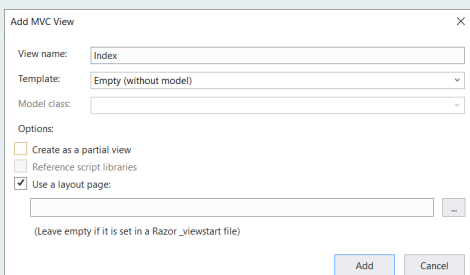 Add MVC View
View name: Index
Template: Empty (without model)
Model class:
Options:
Create as a partial view
Reference script libraries
Use a layout page:
...
(Leave empty if it is set in a Razor _viewstart file)
Add Cancel